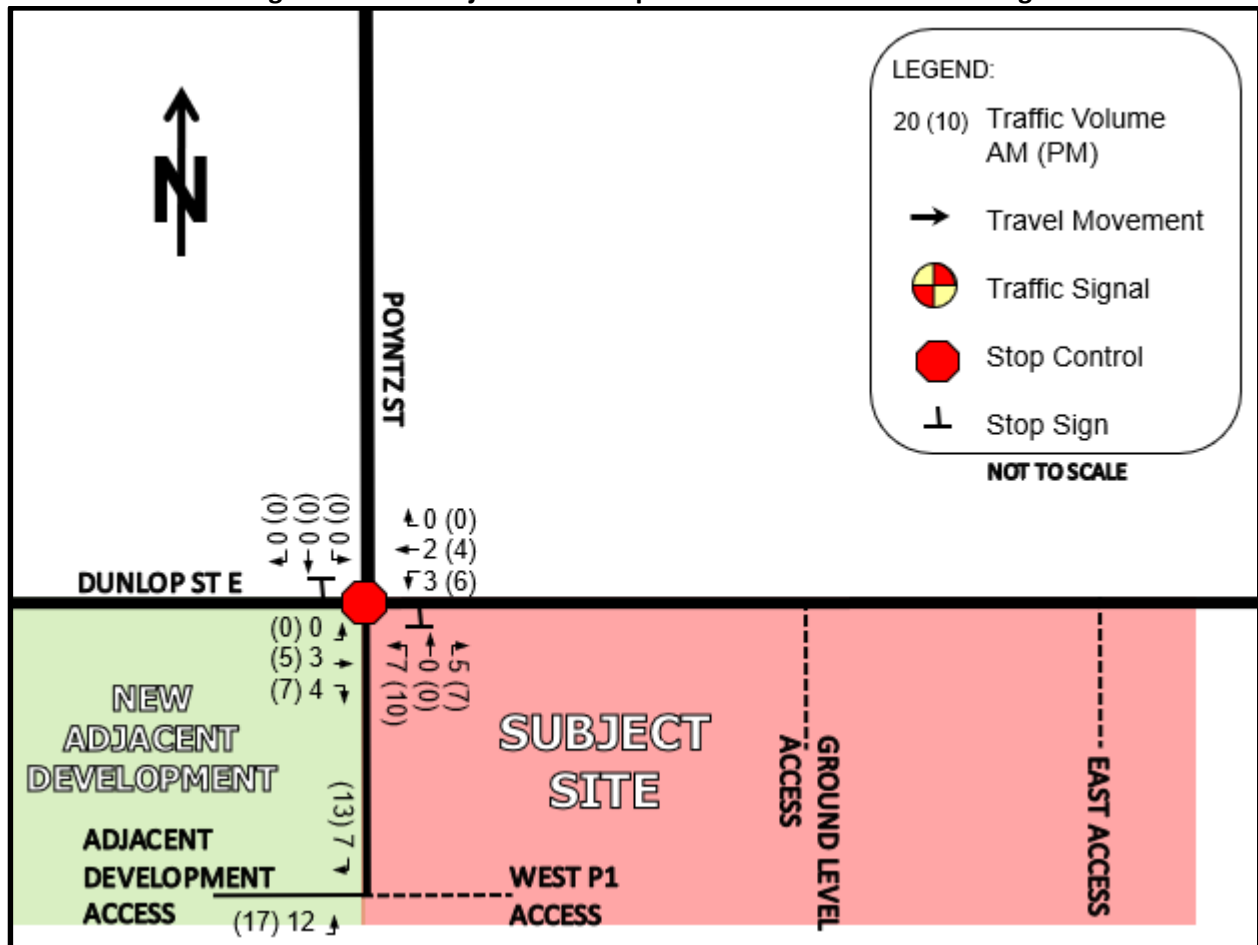 LEGEND:
20 (10) Traffic Volume
AM (PM)
Travel Movement
Traffic Signal
Stop Control
Stop Sign
NOT TO SCALE
N
POYNTZ ST
0 (0)
0 (0)
0 (0)
0 (0)
2 (4)
3 (6)
DUNLOP ST E
(0) 0
(5) 3
(7) 4
7 (10)
0 (0)
5 (7)
NEW
ADJACENT
DEVELOPMENT
SUBJECT
SITE
GROUND LEVEL
ACCESS
EAST ACCESS
(13) 7
ADJACENT
DEVELOPMENT
ACCESS
WEST P1
ACCESS
(17) 12